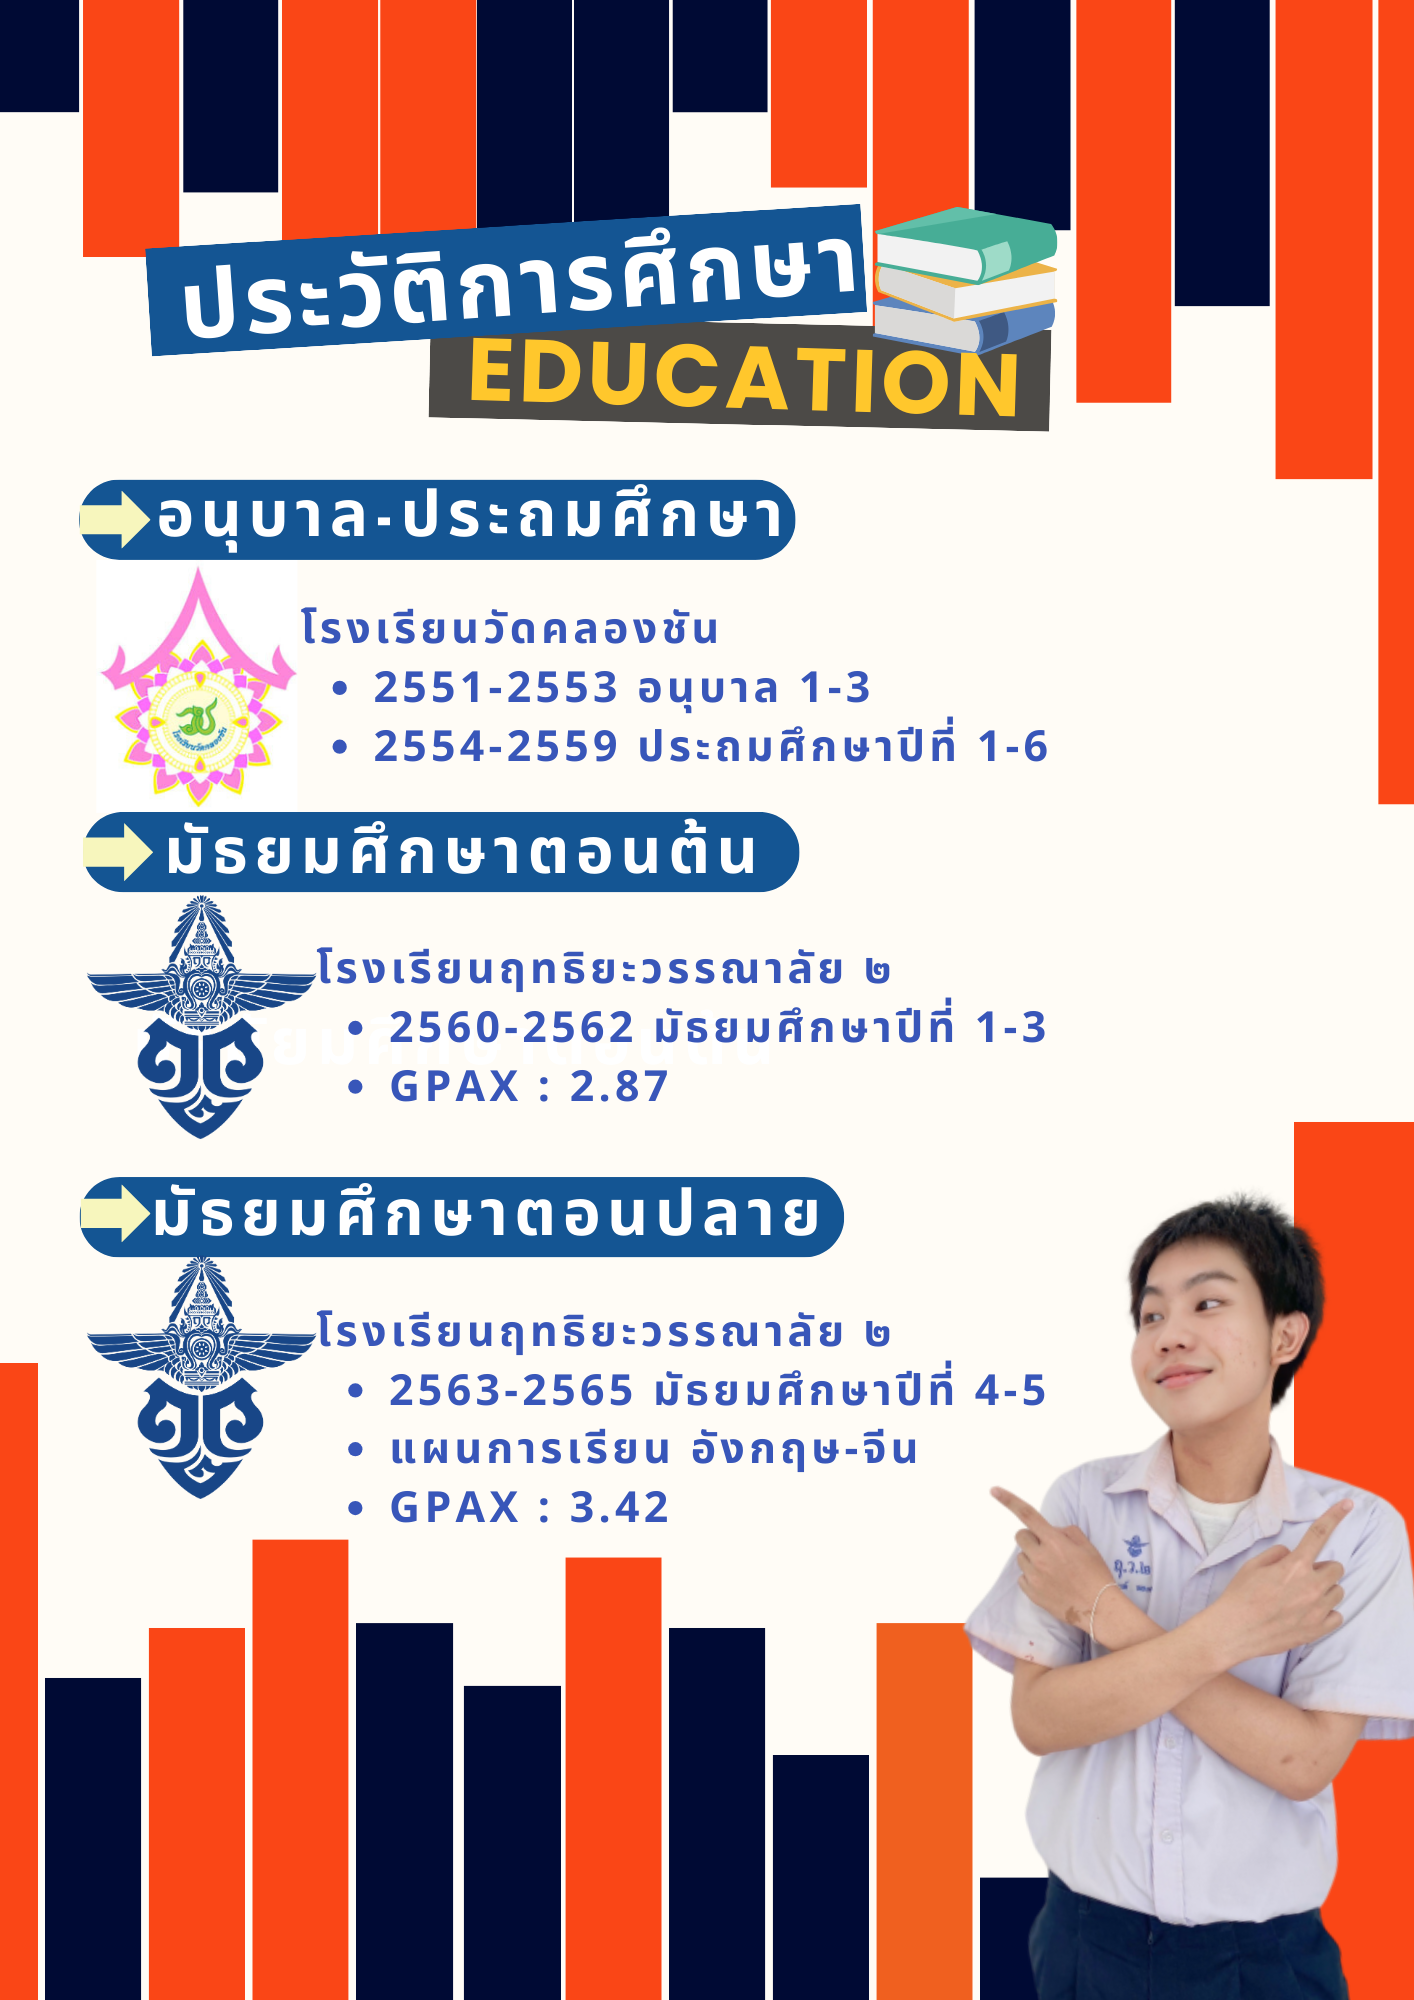 ประวัติการศึกษา
EDUCATION
อนุบาล-ประถมศึกษา
โรงเรียนวัดคลองชัน
• 2551-2553 อนุบาล 1-3
• 2554-2559 ประถมศึกษาปีที่ 1-6
มัธยมศึกษาตอนต้น
โรงเรียนฤทธิยะวรรณาลัย ๒
• 2560-2562 มัธยมศึกษาปีที่ 1-3
• GPAX : 2.87
มัธยมศึกษาตอนปลาย
โรงเรียนฤทธิยะวรรณาลัย ๒
• 2563-2565 มัธยมศึกษาปีที่ 4-5
• แผนการเรียน อังกฤษ-จีน
• GPAX : 3.42